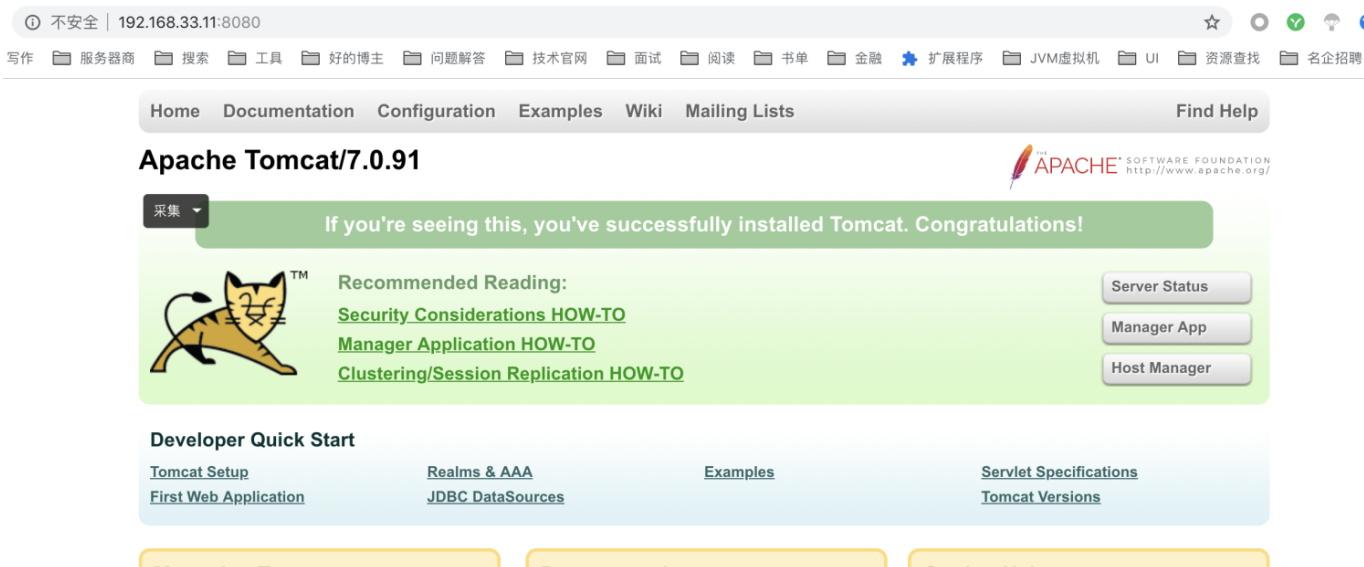 不安全 192.168.33.11:8080
写作 服务器商 搜索 工具 好的博主 问题解答 技术官网 面试 阅读 书单 金融 扩展程序 JVM虚拟机 UI 资源查找 名企招聘
Home Documentation Configuration Examples Wiki Mailing Lists Find Help
Apache Tomcat/7.0.91
THE APACHE® SOFTWARE FOUNDATION
http://www.apache.org/
采集
If you're seeing this, you've successfully installed Tomcat. Congratulations!
TM
Recommended Reading:
Security Considerations HOW-TO
Manager Application HOW-TO
Clustering/Session Replication HOW-TO
Server Status
Manager App
Host Manager
Developer Quick Start
Tomcat Setup Realms & AAA Examples Servlet Specifications
First Web Application JDBC DataSources Tomcat Versions